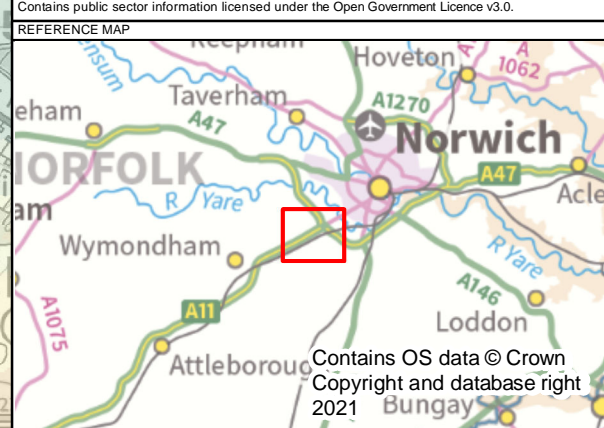 Contains public sector information licensed under the Open Government Licence v3.0.
REFERENCE MAP
Reepham
Hoveton
A
1062
ensum
Taverham
A1270
eham
A47
Norwich
NORFOLK
A47
am
R Yare
Acle
Wymondham
R Yare
A11
A146
A1075
Loddon
Attleboroug
Contains OS data © Crown
Copyright and database right
2021
Bungay